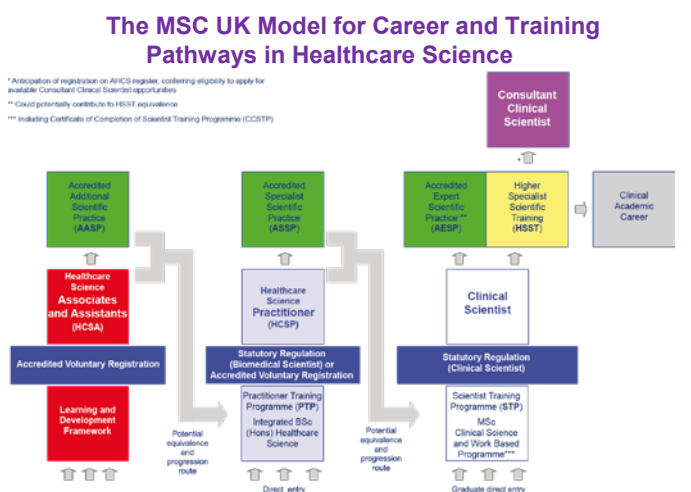 The MSC UK Model for Career and Training
Pathways in Healthcare Science
* Anticipation of registration on AHCS register, conferring eligibility to apply for
available Consultant Clinical Scientist opportunities
** Could potentially contribute to HSST equivalence
*** Including Certificate of Completion of Scientist Training Programme (CCSTP)
Consultant
Clinical
Scientist
*
Accredited
Additional
Scientific
Practice
(AASP)
Accredited
Specialist
Scientific
Practice
(ASSP)
Accredited
Expert
Scientific
Practice **
(AESP)
Higher
Specialist
Scientific
Training
(HSST)
Clinical
Academic
Career
Healthcare
Science
Associates
and Assistants
(HCSA)
Healthcare
Science
Practitioner
(HCSP)
Clinical
Scientist
Accredited Voluntary Registration
Statutory Regulation
(Biomedical Scientist) or
Accredited Voluntary Registration
Statutory Regulation
(Clinical Scientist)
Learning and
Development
Framework
Potential
equivalence
and
progression
route
Practitioner Training
Programme (PTP)
Integrated BSc
(Hons) Healthcare
Science
Potential
equivalence
and
progression
route
Scientist Training
Programme (STP)
MSc
Clinical Science
and Work Based
Programme***
Direct entry
Graduate direct entry